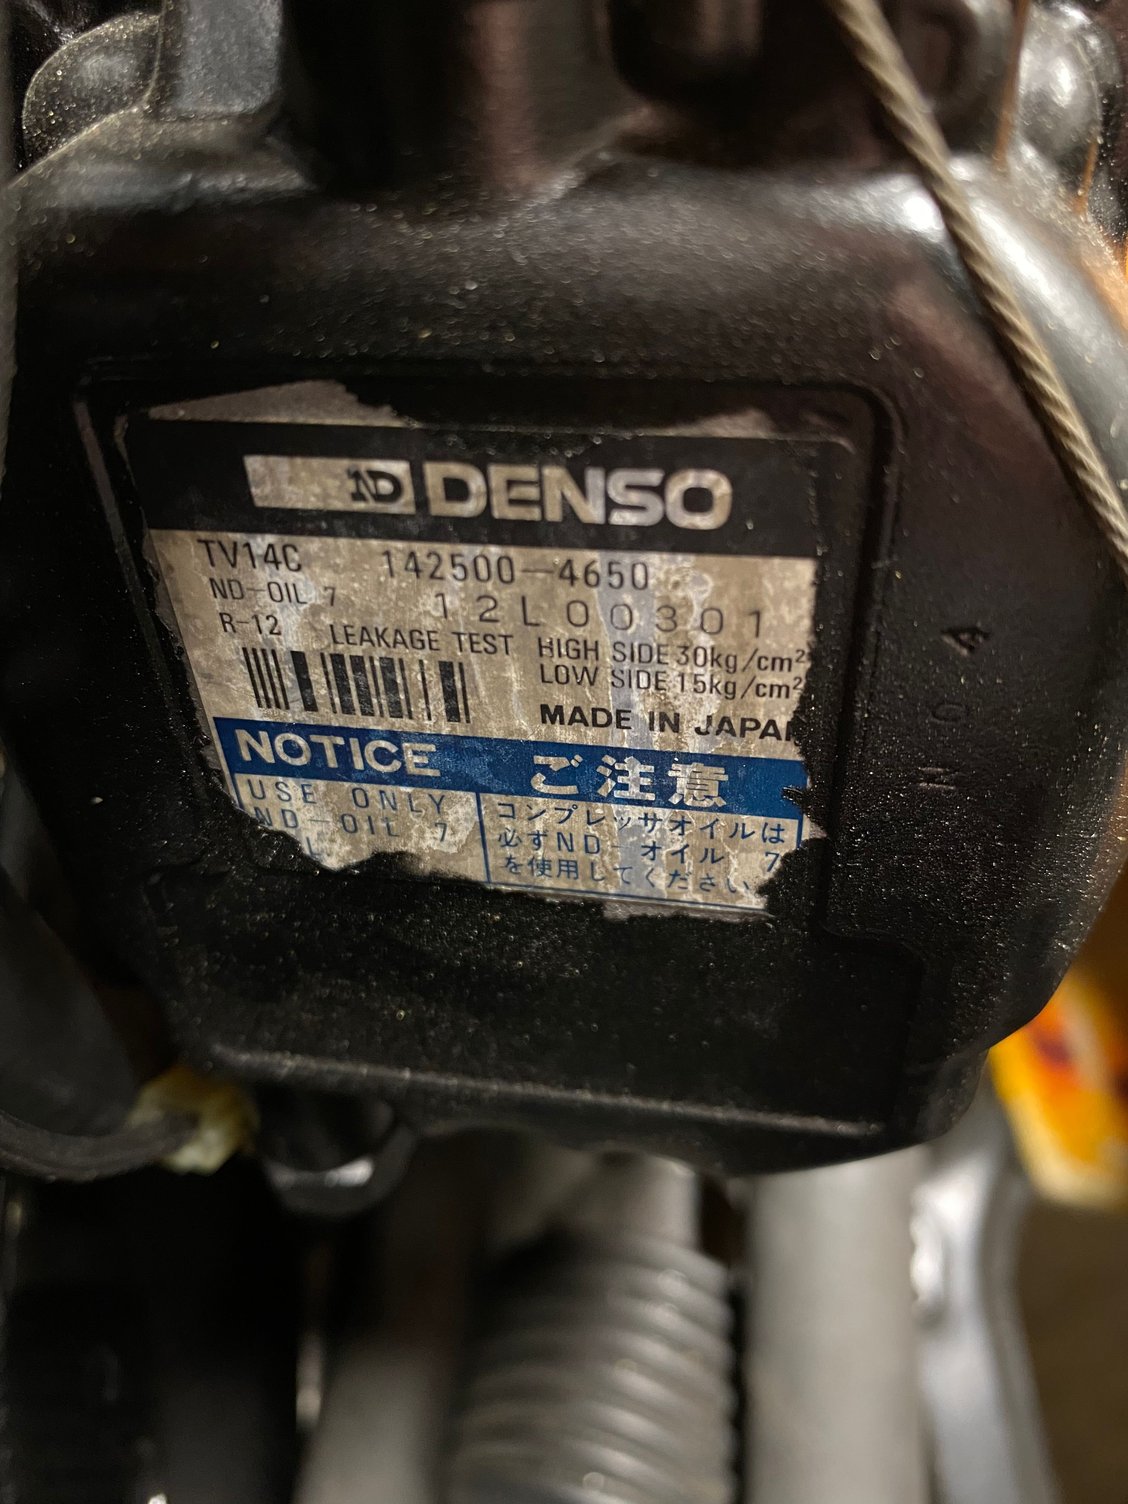 ND DENSO
TV14C 142500-4650
ND-OIL 7 12L00301
R-12 LEAKAGE TEST HIGH SIDE 30kg/cm²
LOW SIDE 15kg/cm²
MADE IN JAPAN
NOTICE ご注意
USE ONLY
ND-OIL 7
コンプレッサオイルは
必ずND-オイル 7
を使用してください